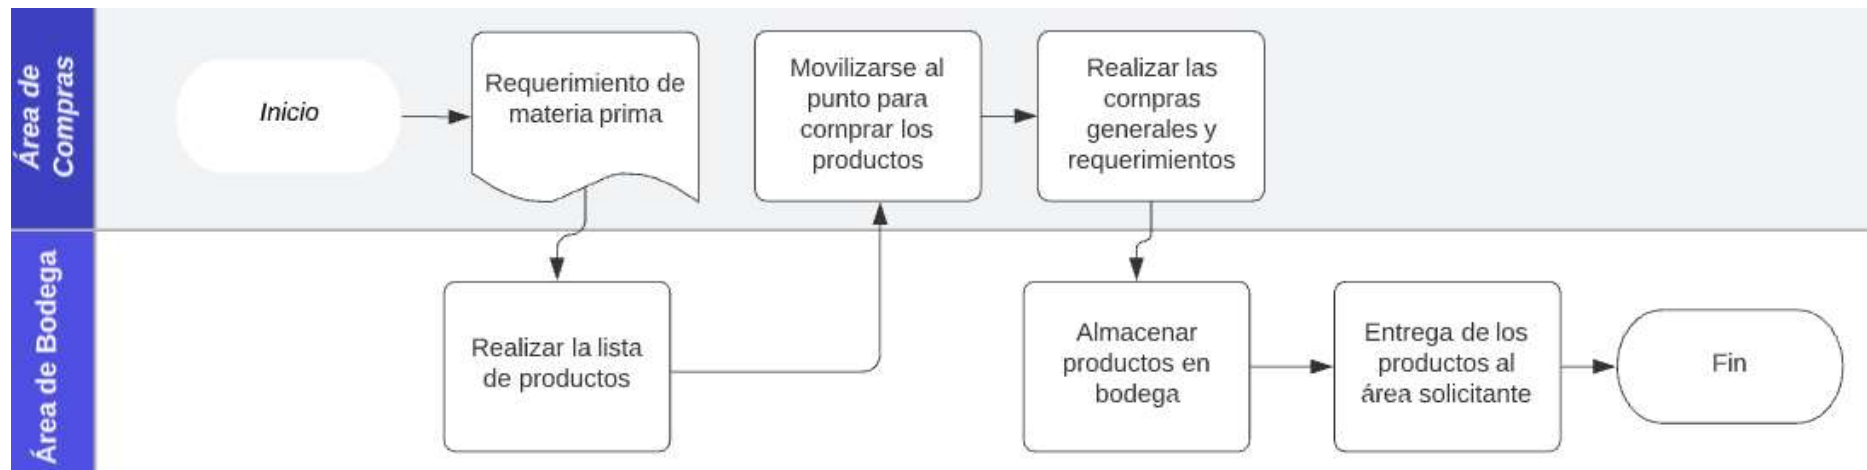 Área de
Compras
Inicio
Requerimiento de
materia prima
Movilizarse al
punto para
comprar los
productos
Realizar las
compras
generales y
requerimientos
Área de Bodega
Realizar la lista
de productos
Almacenar
productos en
bodega
Entrega de los
productos al
área solicitante
Fin